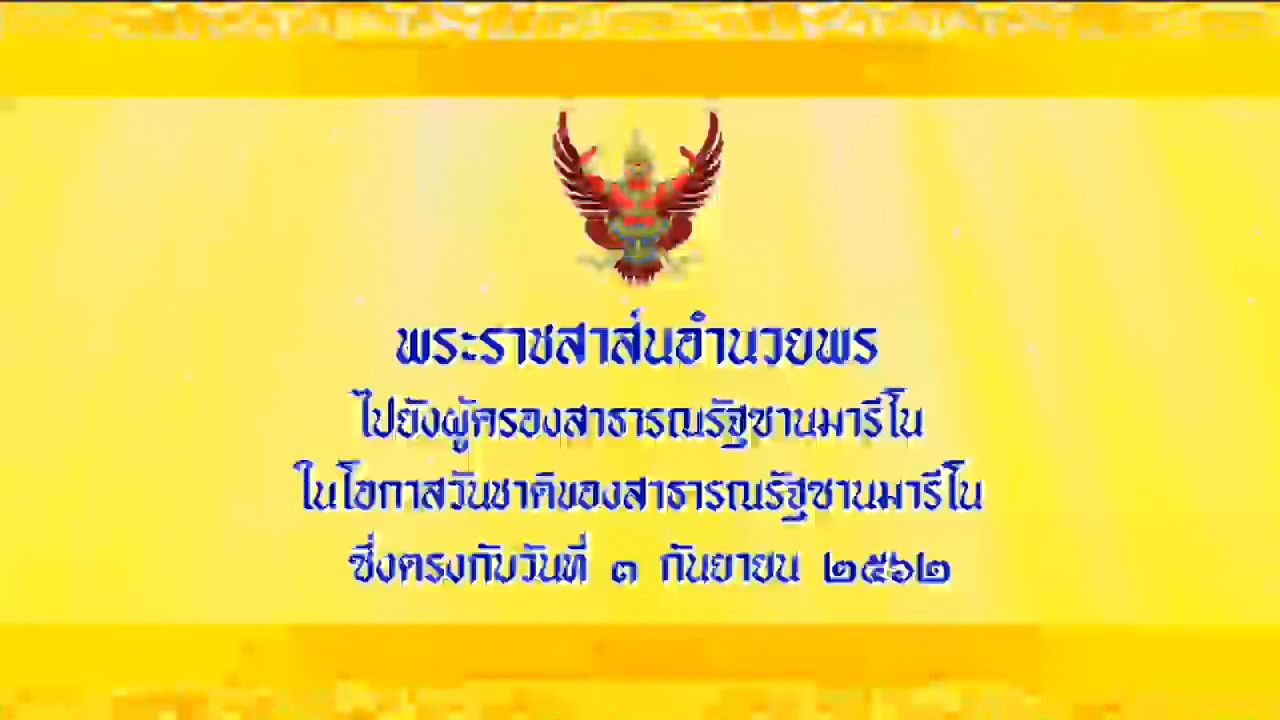 พระราชสาส์นอำนวยพร
ไปยังผู้ครองสาธารณรัฐซานมารีโน
ในโอกาสวันชาติของสาธารณรัฐซานมารีโน
ซึ่งตรงกับวันที่ ๓ กันยายน ๒๕๖๒